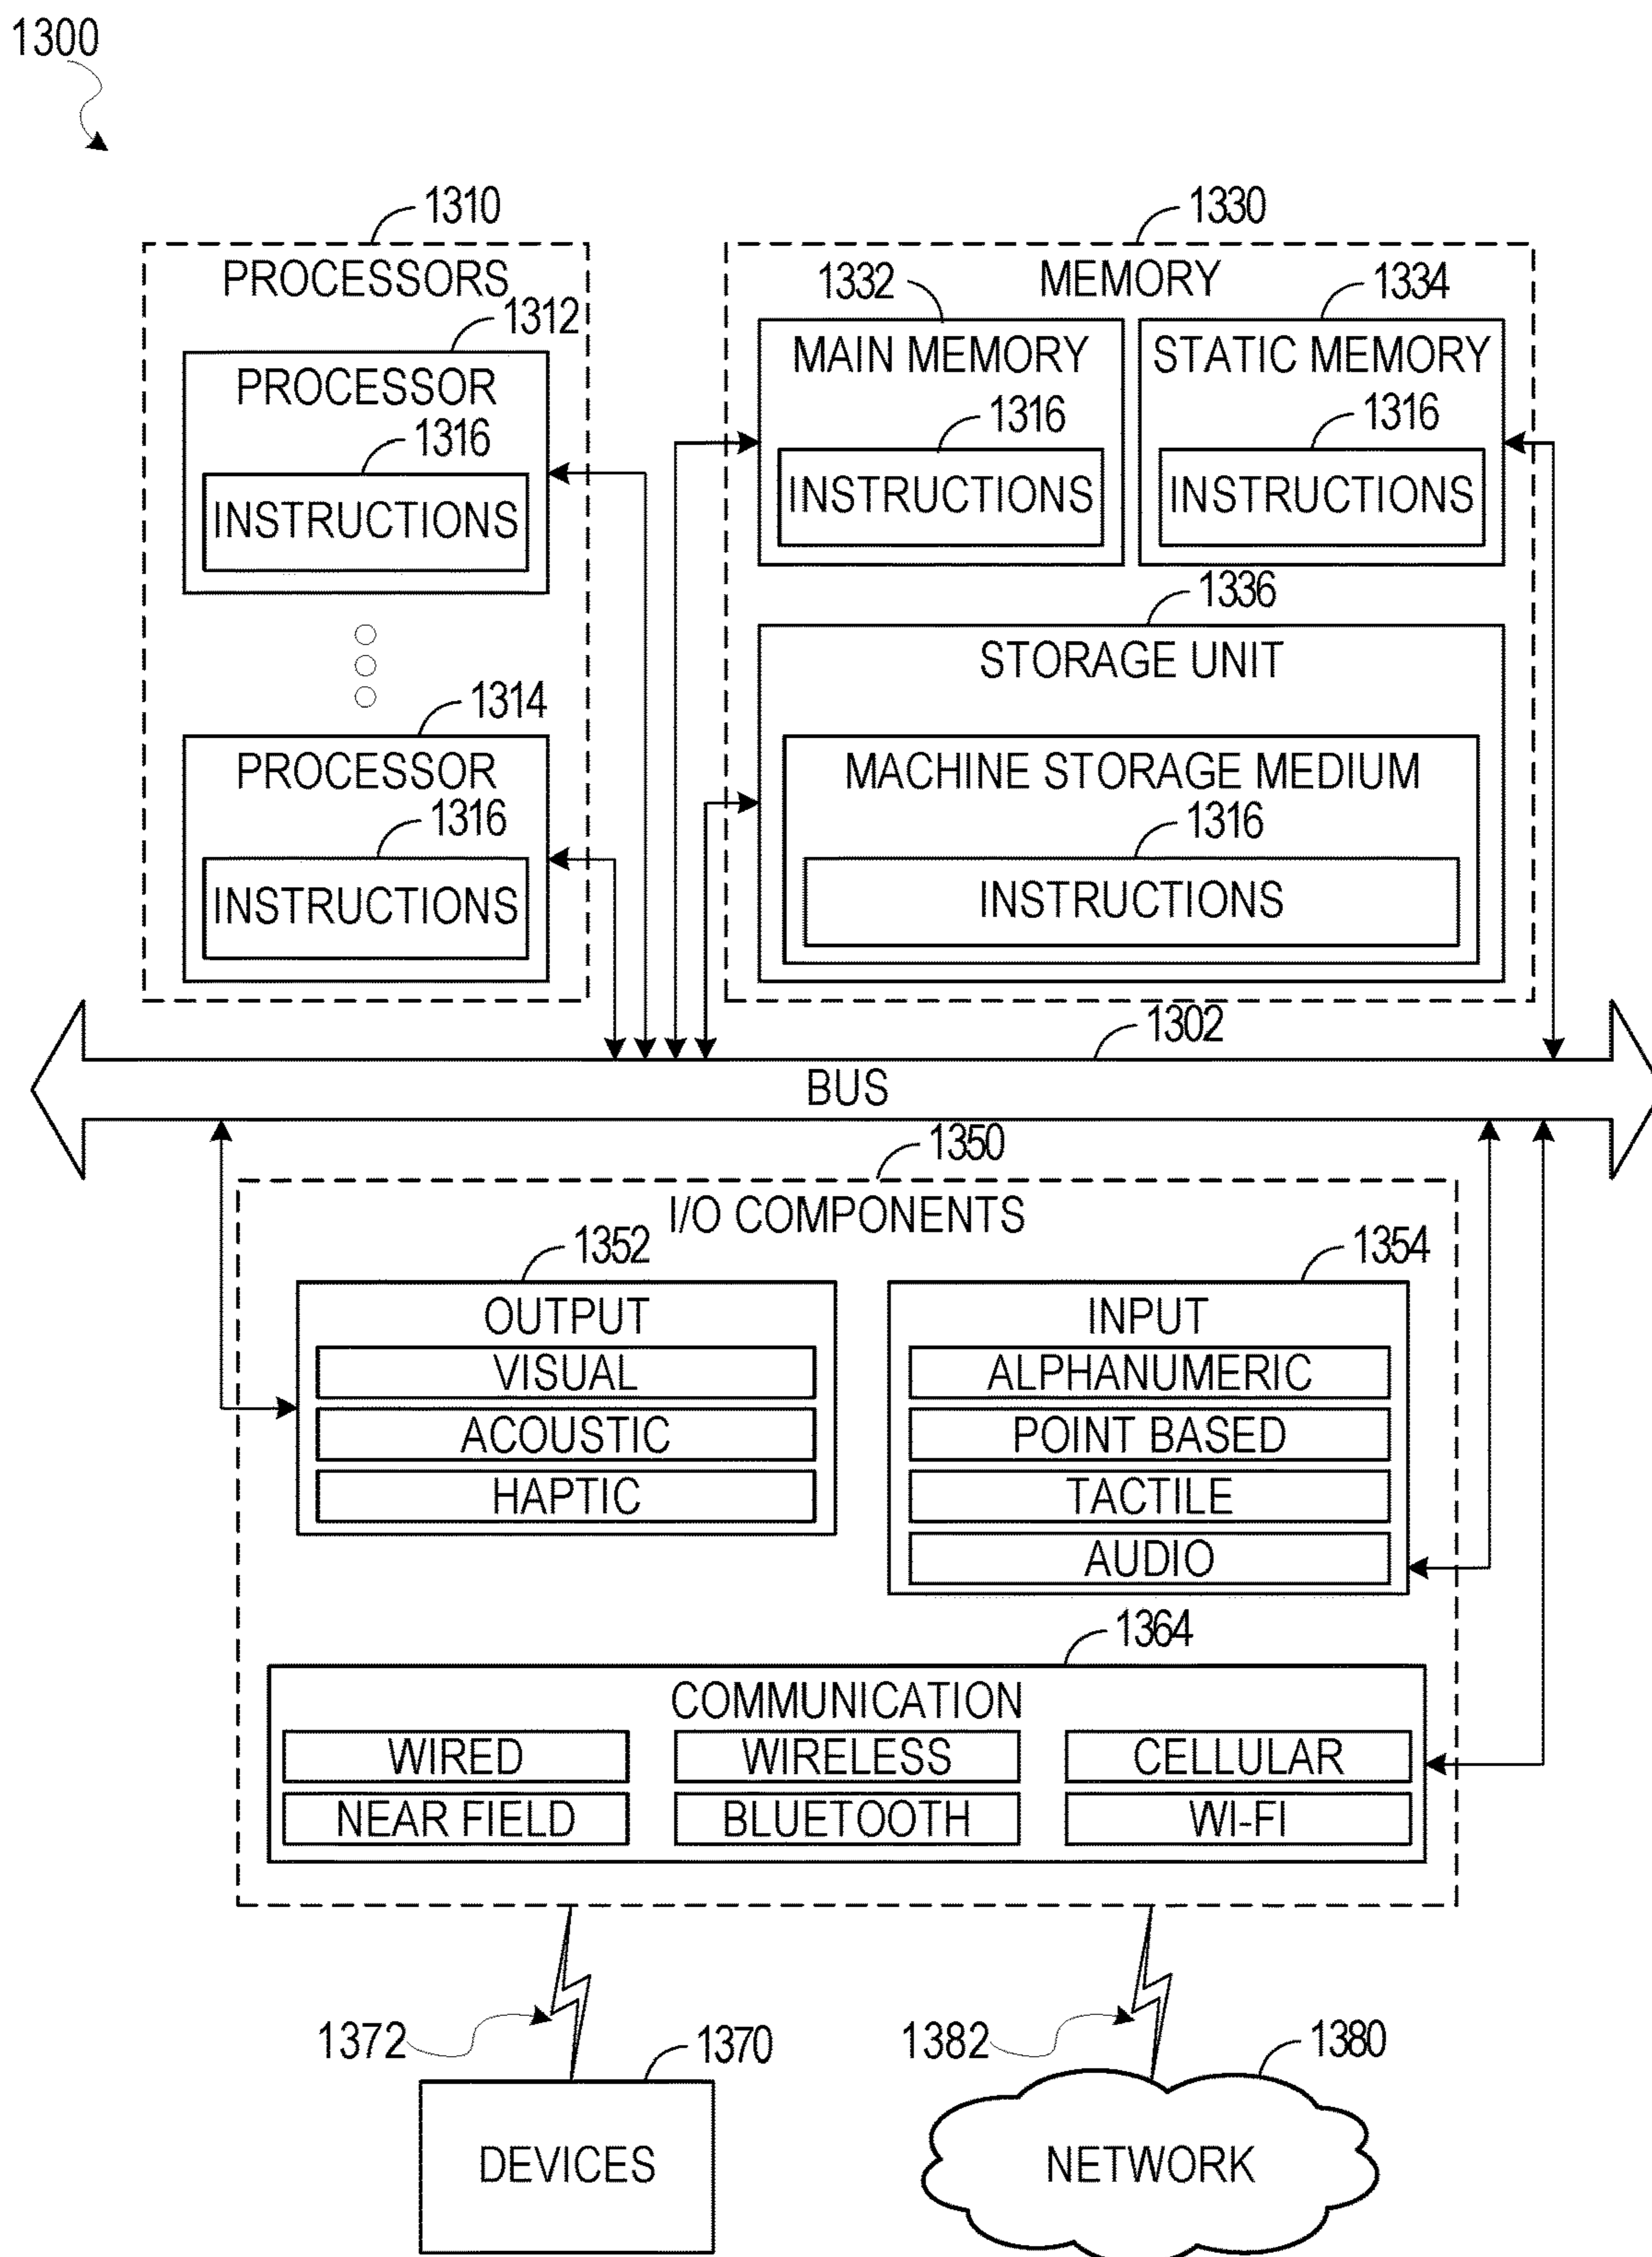 1300
1310
PROCESSORS
1312
PROCESSOR
1316
INSTRUCTIONS
1314
PROCESSOR
1316
INSTRUCTIONS
1330
MEMORY
1332
MAIN MEMORY
1316
INSTRUCTIONS
1334
STATIC MEMORY
1316
INSTRUCTIONS
1336
STORAGE UNIT
MACHINE STORAGE MEDIUM
1316
INSTRUCTIONS
1302
BUS
1350
I/O COMPONENTS
1352
OUTPUT
VISUAL
ACOUSTIC
HAPTIC
1354
INPUT
ALPHANUMERIC
POINT BASED
TACTILE
AUDIO
1364
COMMUNICATION
WIRED
WIRELESS
CELLULAR
NEAR FIELD
BLUETOOTH
WI-FI
1372
1370
DEVICES
1382
1380
NETWORK